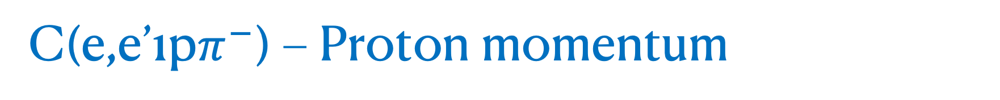 C(e,e’1pπ⁻) – Proton momentum